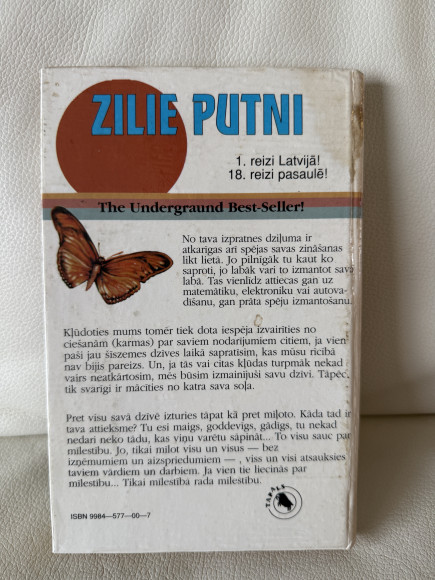 ZILIE PUTNI
1. reizi Latvijā!
18. reizi pasaulē!
The Undergraund Best-Seller!
No tava izpratnes dziļuma ir
atkarīgas arī spējas savas zināšanas
likt lietā. Jo pilnīgāk tu kaut ko
saproti, jo labāk vari to izmantot savā
labā. Tas vienlīdz attiecas gan uz
matemātiku, elektroniku vai autova-
dīšanu, gan prāta spēju izmantošanu.
Kļūdoties mums tomēr tiek dota iespēja izvairīties no
ciešanām (karmas) par saviem nodarījumiem citiem, ja vien
paši jau šīszemes dzīves laikā sapratīsim, kas mūsu rīcībā
nav bijis pareizs. Un, ja tās vai citas kļūdas turpmāk nekad
vairs neatkārtosim, mēs būsim izmainījuši savu dzīvi. Tāpēc
tik svarīgi ir mācīties no katra sava soļa.
Pret visu savā dzīvē izturies tāpat kā pret mīļoto. Kāda tad ir
tava attieksme? Tu esi maigs, goddevīgs, gādīgs, tu nekad
nedari neko tādu, kas viņu varētu sāpināt... To visu sauc par
mīlestību. Jo, tikai mīlot visu un visus — bez
izņēmumiem un aizspriedumiem — , viss un visi atsauksies
taviem vārdiem un darbiem. Ja vien tie liecinās par
mīlestību... Tikai mīlestība rada mīlestību.
TAPALS
ISBN 9984—577—00—7